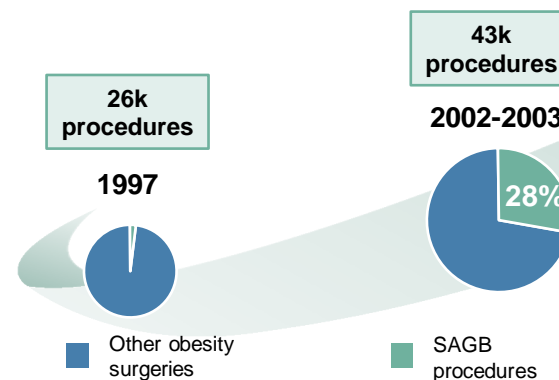 26k
procedures
1997
43k
procedures
2002-2003
28%
Other obesity
surgeries
SAGB
procedures